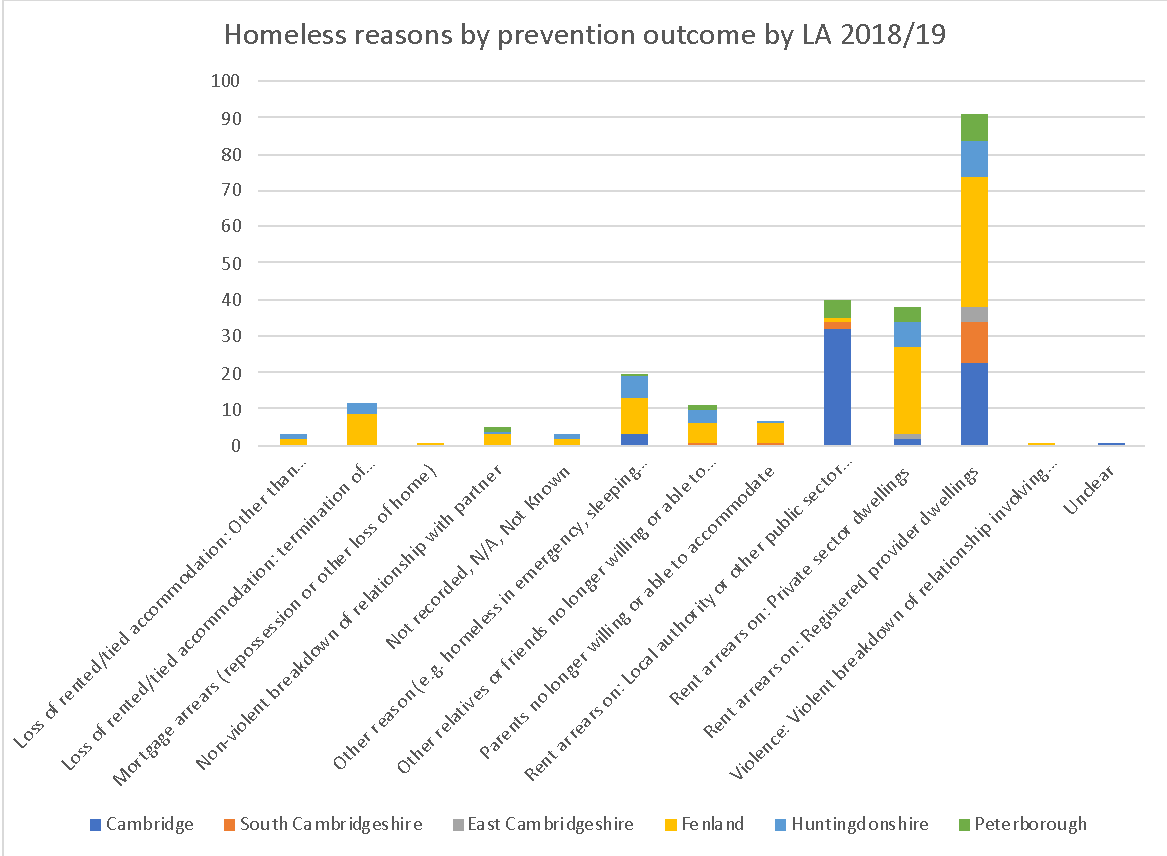 Homeless reasons by prevention outcome by LA 2018/19
100
90
80
70
60
50
40
30
20
10
0
Loss of rented/tied accommodation: Other than...
Loss of rented/tied accommodation: termination of...
Mortgage arrears (repossession or other loss of home)
Non-violent breakdown of relationship with partner
Not recorded, N/A, Not Known
Other reason (e.g. homeless in emergency, sleeping...
Other relatives or friends no longer willing or able to...
Parents no longer willing or able to accommodate
Rent arrears on: Local authority or other public sector...
Rent arrears on: Private sector dwellings
Rent arrears on: Registered provider dwellings
Violence: Violent breakdown of relationship involving...
Unclear
Cambridge South Cambridgeshire East Cambridgeshire Fenland Huntingdonshire Peterborough